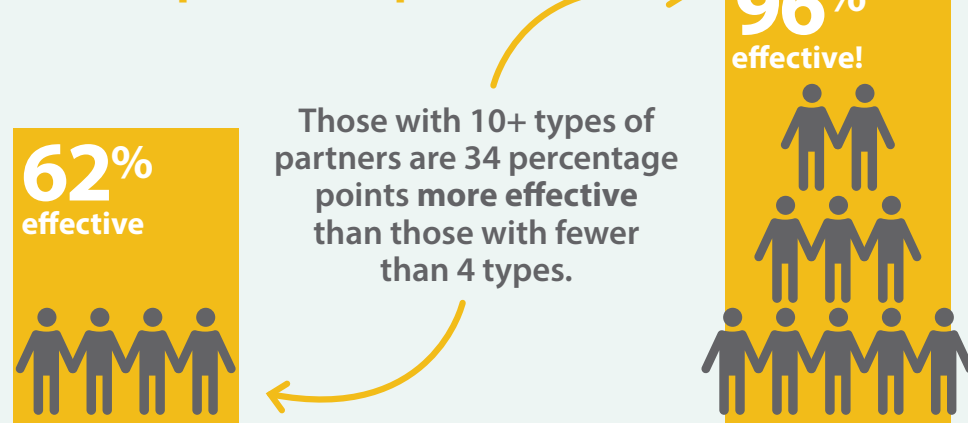 96%
effective!
Those with 10+ types of
partners are 34 percentage
points more effective
than those with fewer
than 4 types.
62%
effective